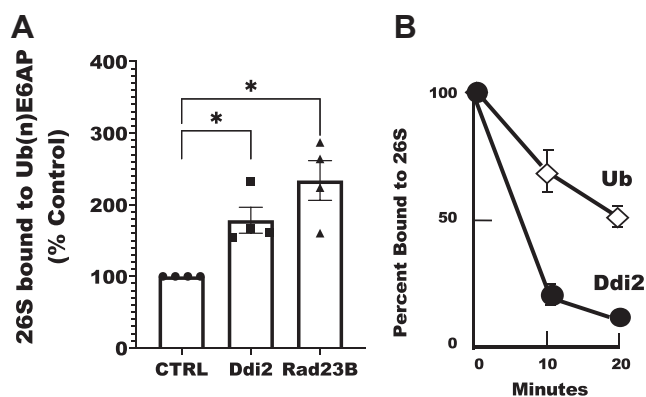 A
26S bound to Ub(n)E6AP
(% Control)
400
300
200
100
0
*
*
CTRL Ddi2 Rad23B
B
Percent Bound to 26S
100
50
0
Ub
Ddi2
0 10 20
Minutes